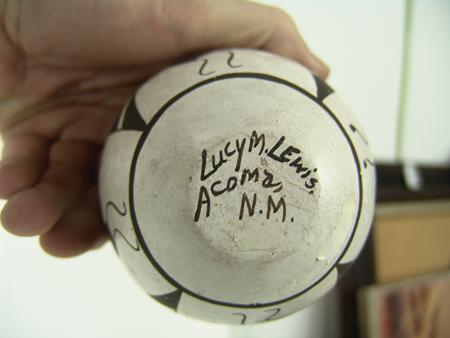 Lucy M. Lewis.
Acoma,
N.M.